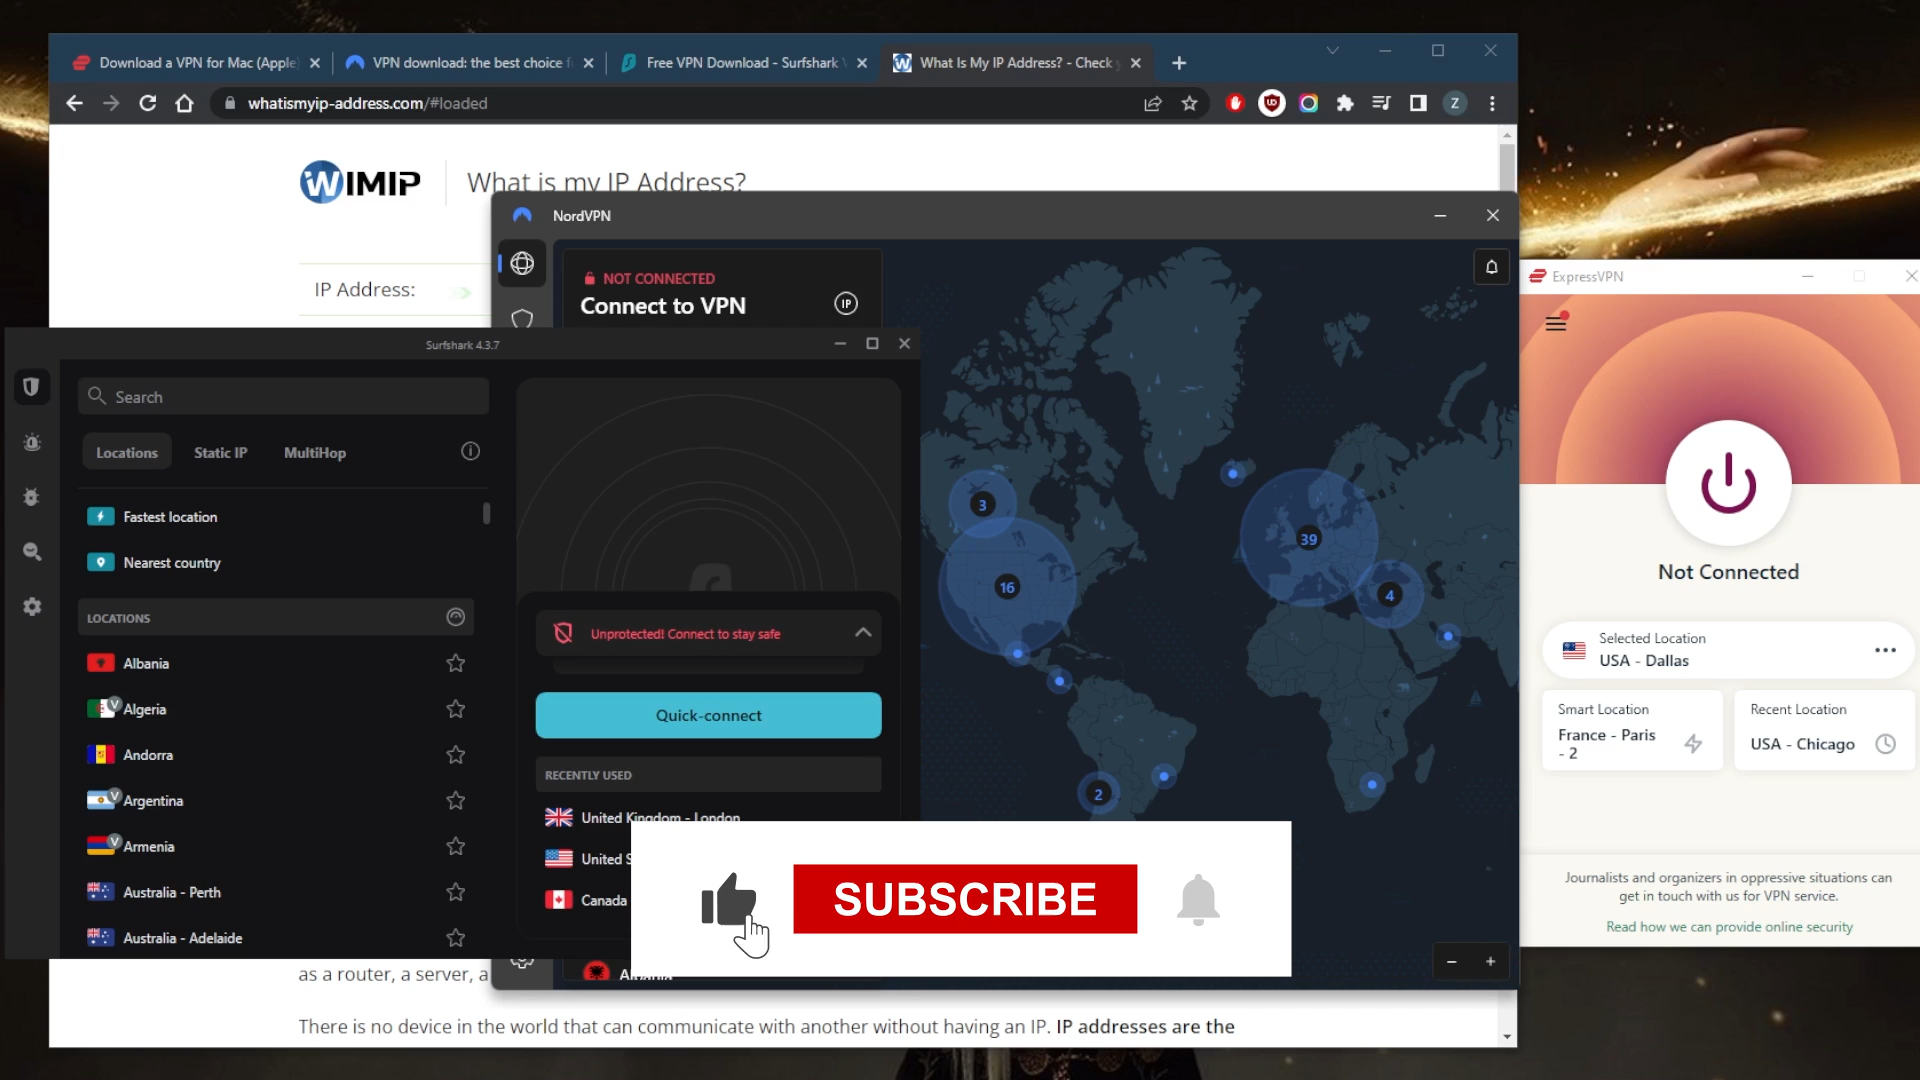 Download a VPN for Mac (Apple
VPN download: the best choice f
Free VPN Download - Surfshark
What Is My IP Address? - Check
whatismyip-address.com/#loaded
Z
WIMIP
What is my IP Address?
IP Address:
NordVPN
NOT CONNECTED
Connect to VPN
IP
3
16
39
4
2
Surfshark 4.3.7
Search
Locations
Static IP
MultiHop
Fastest location
Nearest country
LOCATIONS
Albania
Algeria
Andorra
Argentina
Armenia
Australia - Perth
Australia - Adelaide
Unprotected! Connect to stay safe
Quick-connect
RECENTLY USED
United Kingdom - London
United S
Canada
SUBSCRIBE
Albania
ExpressVPN
Not Connected
Selected Location
USA - Dallas
Smart Location
France - Paris
- 2
Recent Location
USA - Chicago
Journalists and organizers in oppressive situations can
get in touch with us for VPN service.
Read how we can provide online security
as a router, a server, a
There is no device in the world that can communicate with another without having an IP. IP addresses are the